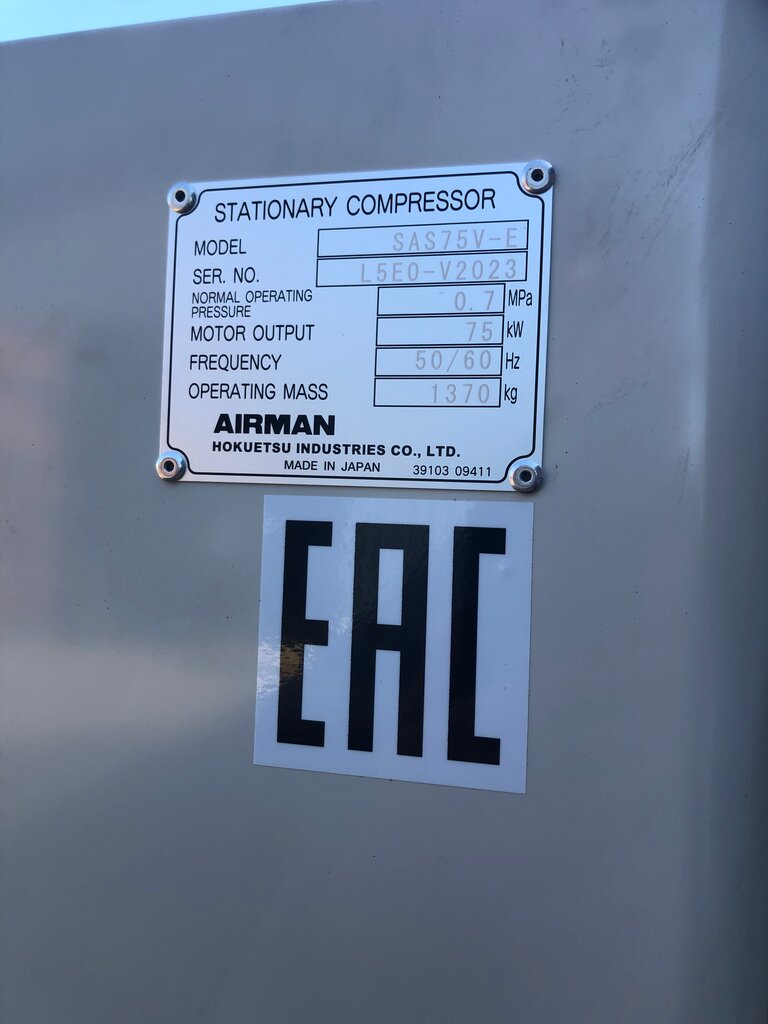 STATIONARY COMPRESSOR
MODEL SAS75V-E
SER. NO. L5E0-V2023
NORMAL OPERATING PRESSURE 0.7 MPa
MOTOR OUTPUT 75 kW
FREQUENCY 50/60 Hz
OPERATING MASS 1370 kg
AIRMAN
HOKUETSU INDUSTRIES CO., LTD.
MADE IN JAPAN 39103 09411
EAC